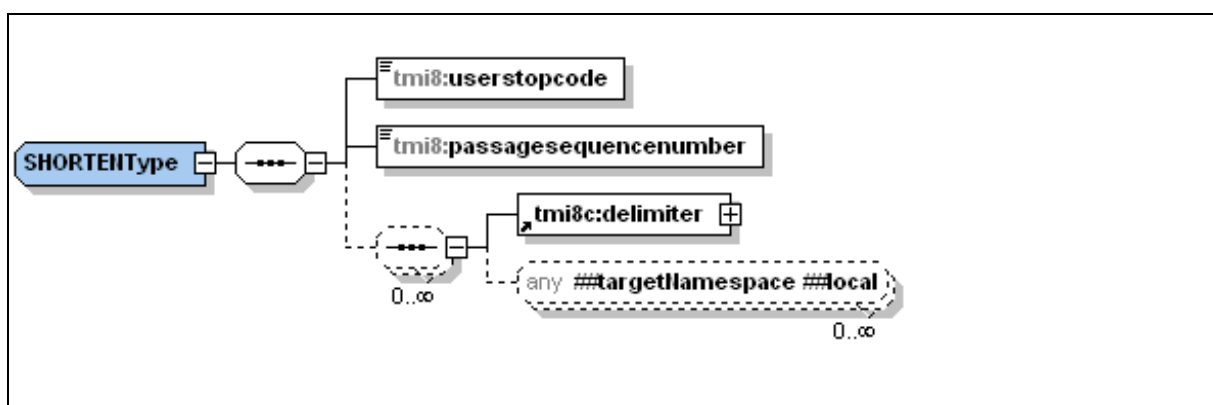 tmi8:userstopcode
tmi8:passagesequencenumber
SHORTENType
tmi8c:delimiter
any ##targetNamespace ##local
0..∞
0..∞